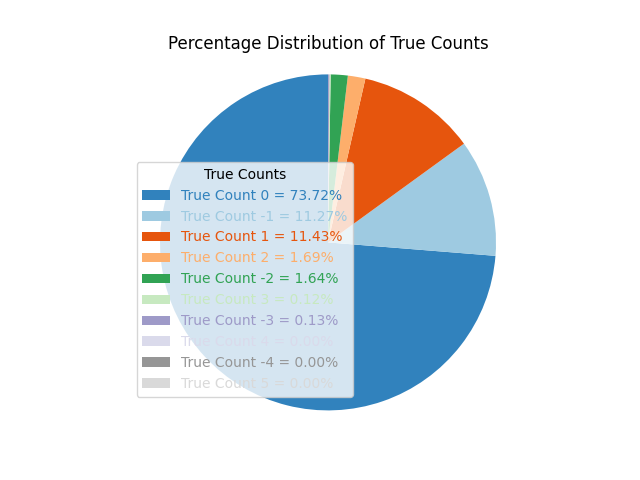 Percentage Distribution of True Counts
True Counts
True Count 0 = 73.72%
True Count -1 = 11.27%
True Count 1 = 11.43%
True Count 2 = 1.69%
True Count -2 = 1.64%
True Count 3 = 0.12%
True Count -3 = 0.13%
True Count 4 = 0.00%
True Count -4 = 0.00%
True Count 5 = 0.00%